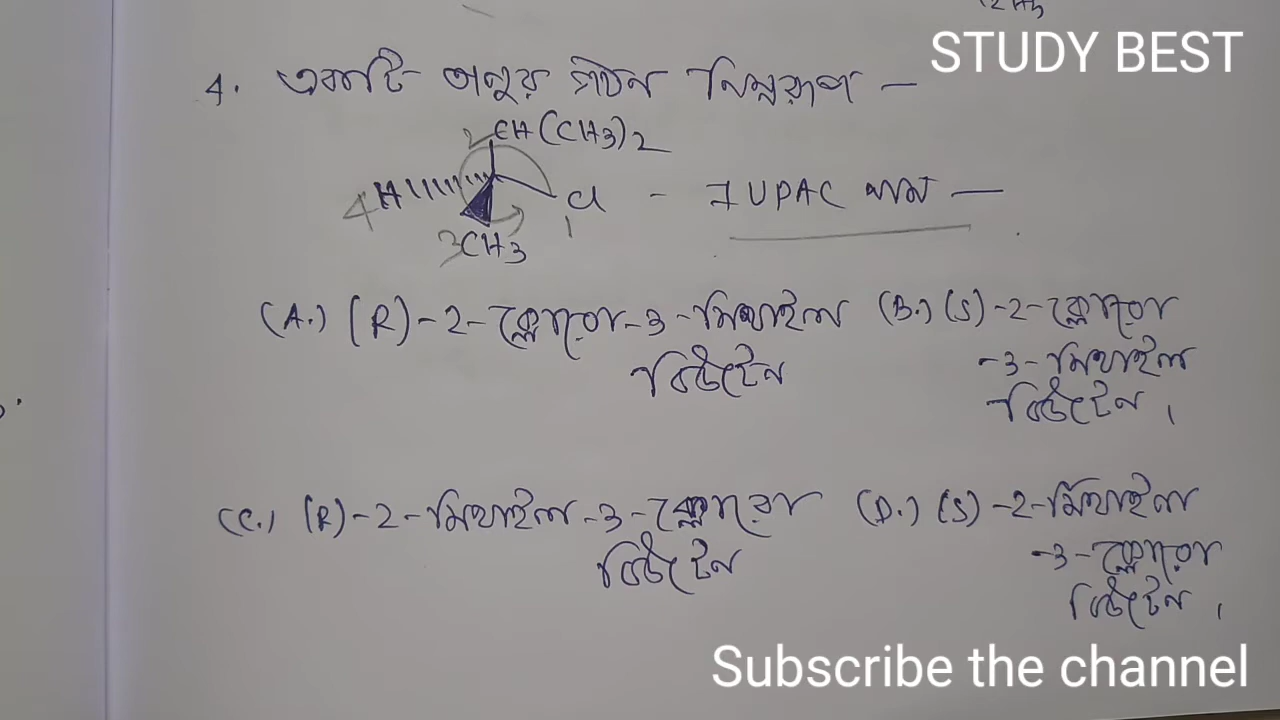 STUDY BEST
4. একটি অনুর গঠন নিম্নরূপ —
2 CH(CH3)2
4 H Cl - IUPAC নাম —
1
3 CH3
(A.) (R)-2-ক্লোরো-3-মিথাইল (B.) (S)-2-ক্লোরো
বিউটেন -3-মিথাইল
বিউটেন।
(C.) (R)-2-মিথাইল-3-ক্লোরো (D.) (S)-2-মিথাইল
বিউটেন -3-ক্লোরো
বিউটেন।
Subscribe the channel